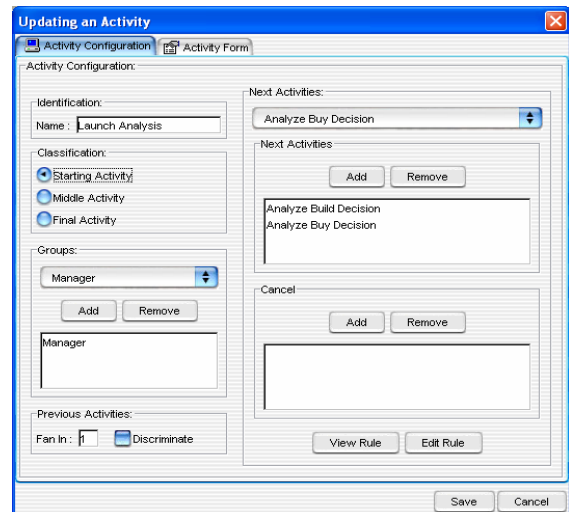 Updating an Activity
Activity Configuration
Activity Form
Activity Configuration:
Identification:
Name : Launch Analysis
Classification:
Starting Activity
Middle Activity
Final Activity
Groups:
Manager
Add
Remove
Manager
Previous Activities:
Fan In : 1
Discriminate
Next Activities:
Analyze Buy Decision
Next Activities
Add
Remove
Analyze Build Decision
Analyze Buy Decision
Cancel
Add
Remove
View Rule
Edit Rule
Save
Cancel